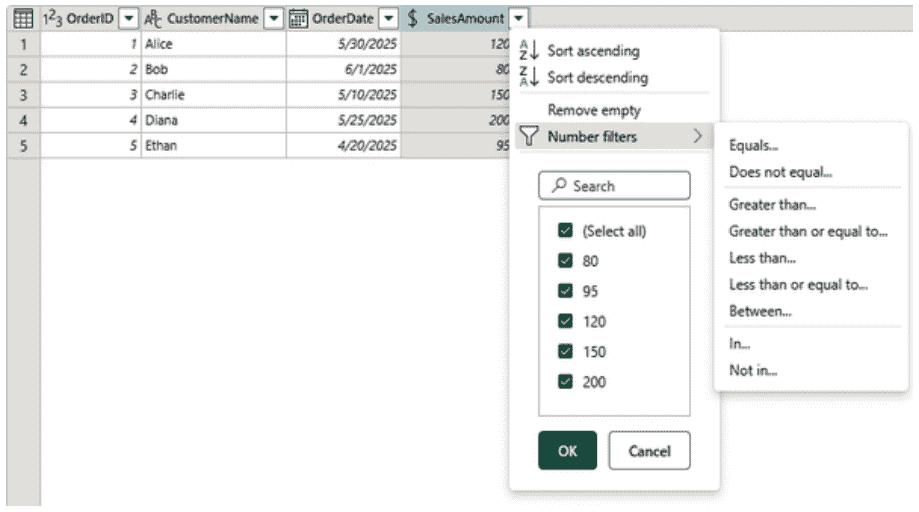 1²3 OrderID ABC CustomerName OrderDate $ SalesAmount
1 1 Alice 5/30/2025 120
2 2 Bob 6/1/2025 80
3 3 Charlie 5/10/2025 150
4 4 Diana 5/25/2025 200
5 5 Ethan 4/20/2025 95
Sort ascending
Sort descending
Remove empty
Number filters
Search
(Select all)
80
95
120
150
200
OK Cancel
Equals...
Does not equal...
Greater than...
Greater than or equal to...
Less than...
Less than or equal to...
Between...
In...
Not in...